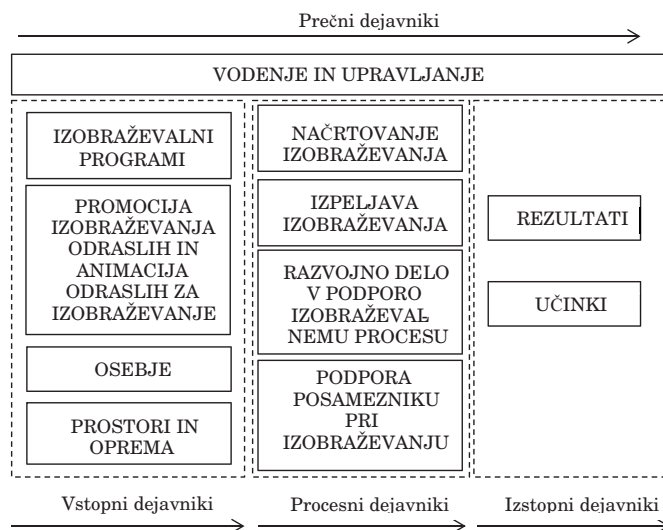 Prečni dejavniki
VODENJE IN UPRAVLJANJE
IZOBRAŽEVALNI
PROGRAMI
PROMOCIJA
IZOBRAŽEVANJA
ODRASLIH IN
ANIMACIJA
ODRASLIH ZA
IZOBRAŽEVANJE
OSEBJE
PROSTORI IN
OPREMA
NAČRTOVANJE
IZOBRAŽEVANJA
IZPELJAVA
IZOBRAŽEVANJA
RAZVOJNO DELO
V PODPORO
IZOBRAŽEVAL-
NEMU PROCESU
PODPORA
POSAMEZNIKU
PRI
IZOBRAŽEVANJU
REZULTATI
UČINKI
Vstopni dejavniki
Procesni dejavniki
Izstopni dejavniki